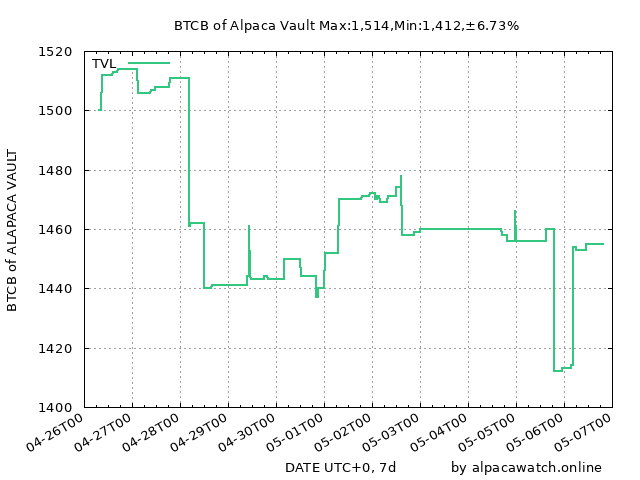 BTCB of Alpaca Vault Max:1,514,Min:1,412,±6.73%
1520
TVL
1500
1480
1460
1440
1420
1400
BTCB of ALAPACA VAULT
04-26T00
04-27T00
04-28T00
04-29T00
04-30T00
05-01T00
05-02T00
05-03T00
05-04T00
05-05T00
05-06T00
05-07T00
DATE UTC+0, 7d
by alpacawatch.online